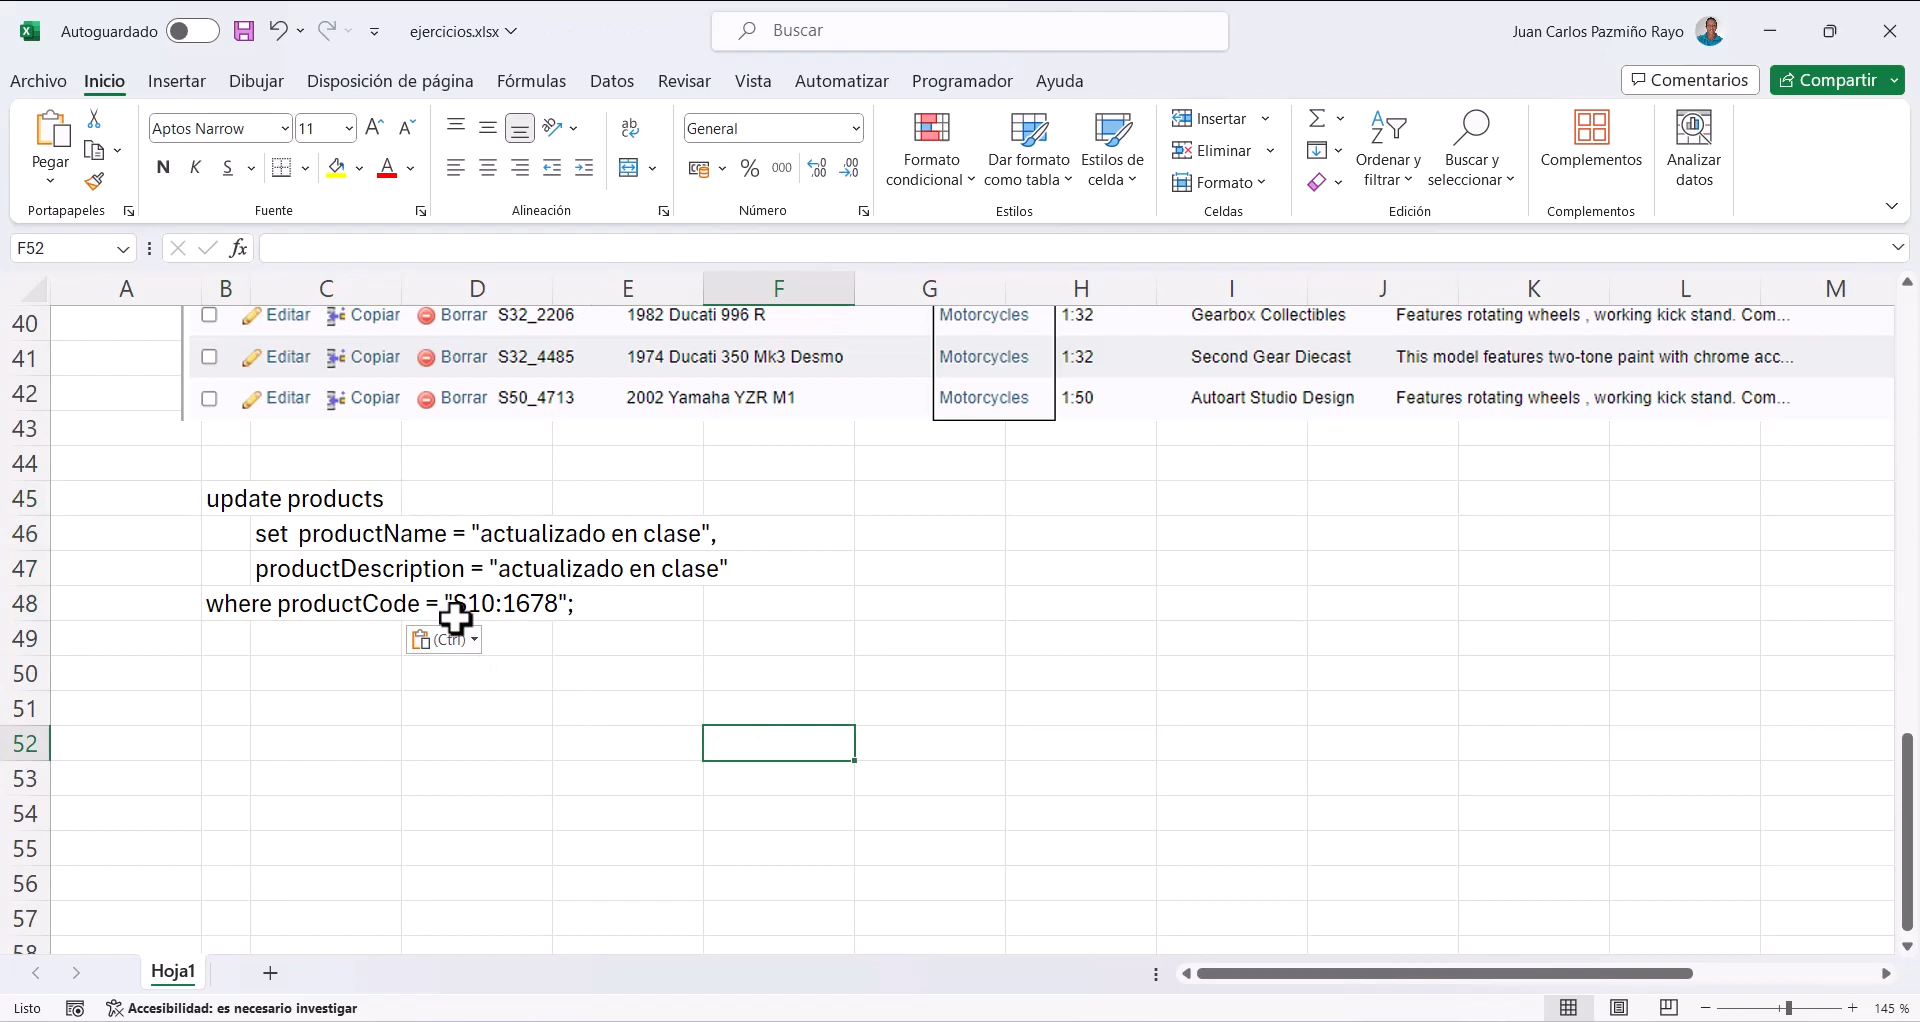 Autoguardado
ejercicios.xlsx
Buscar
Juan Carlos Pazmiño Rayo
Archivo Inicio Insertar Dibujar Disposición de página Fórmulas Datos Revisar Vista Automatizar Programador Ayuda
Comentarios Compartir
Pegar
Portapapeles
Aptos Narrow 11
N K S
Fuente
Alineación
General
% 000
Número
Formato condicional
Dar formato como tabla
Estilos de celda
Estilos
Insertar
Eliminar
Formato
Celdas
Ordenar y filtrar
Buscar y seleccionar
Edición
Complementos
Complementos
Analizar datos
F52 fx
A B C D E F G H I J K L M
40 Editar Copiar Borrar S32_2206 1982 Ducati 996 R Motorcycles 1:32 Gearbox Collectibles Features rotating wheels , working kick stand. Com...
41 Editar Copiar Borrar S32_4485 1974 Ducati 350 Mk3 Desmo Motorcycles 1:32 Second Gear Diecast This model features two-tone paint with chrome acc...
42 Editar Copiar Borrar S50_4713 2002 Yamaha YZR M1 Motorcycles 1:50 Autoart Studio Design Features rotating wheels , working kick stand. Com...
43
44
45 update products
46 set productName = "actualizado en clase",
47 productDescription = "actualizado en clase"
48 where productCode = "S10:1678";
49 (Ctrl)
50
51
52
53
54
55
56
57
58
Hoja1
Listo Accesibilidad: es necesario investigar 145 %